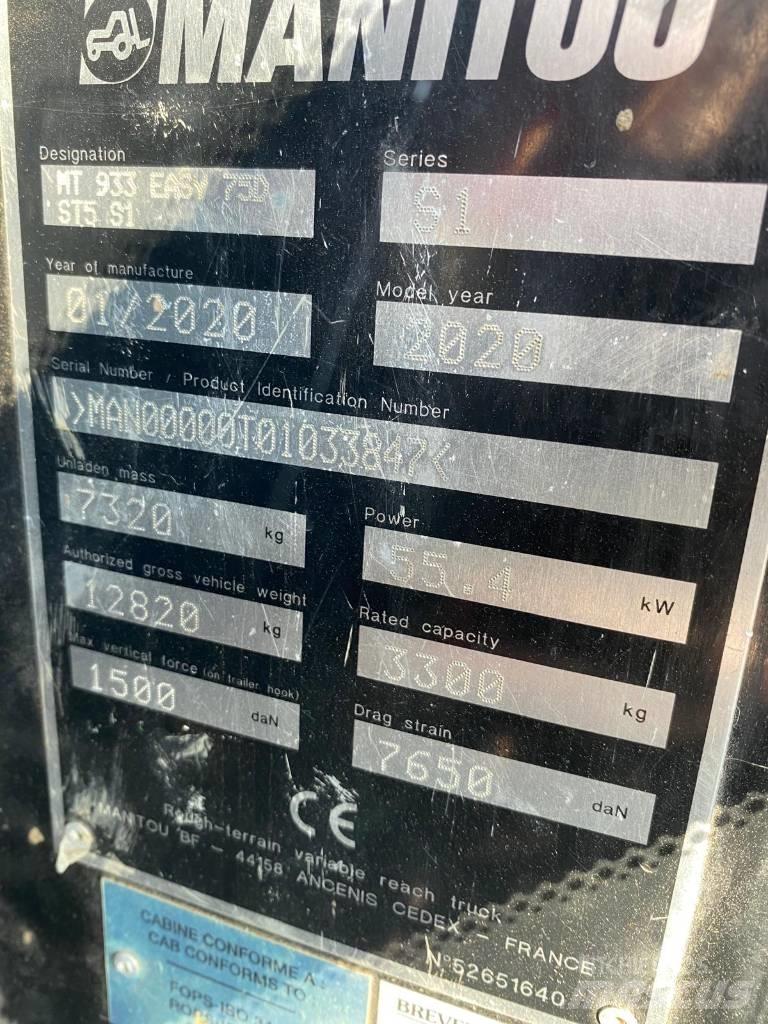 MANITOU
Designation
MT 933 EASY 75D
ST5 S1
Series
S1
Year of manufacture
01/2020
Model year
2020
Serial Number / Product Identification Number
>MAN00000T01033847<
Unladen mass
7320 kg
Power
55.4 kW
Authorized gross vehicle weight
12820 kg
Rated capacity
3300 kg
Max vertical force (on trailer hook)
1500 daN
Drag strain
7650 daN
CE
Rough-terrain variable reach truck
MANITOU BF - 44158 ANCENIS CEDEX - FRANCE
N°52651640
CABINE CONFORME A :
CAB CONFORMS TO
FOPS-ISO